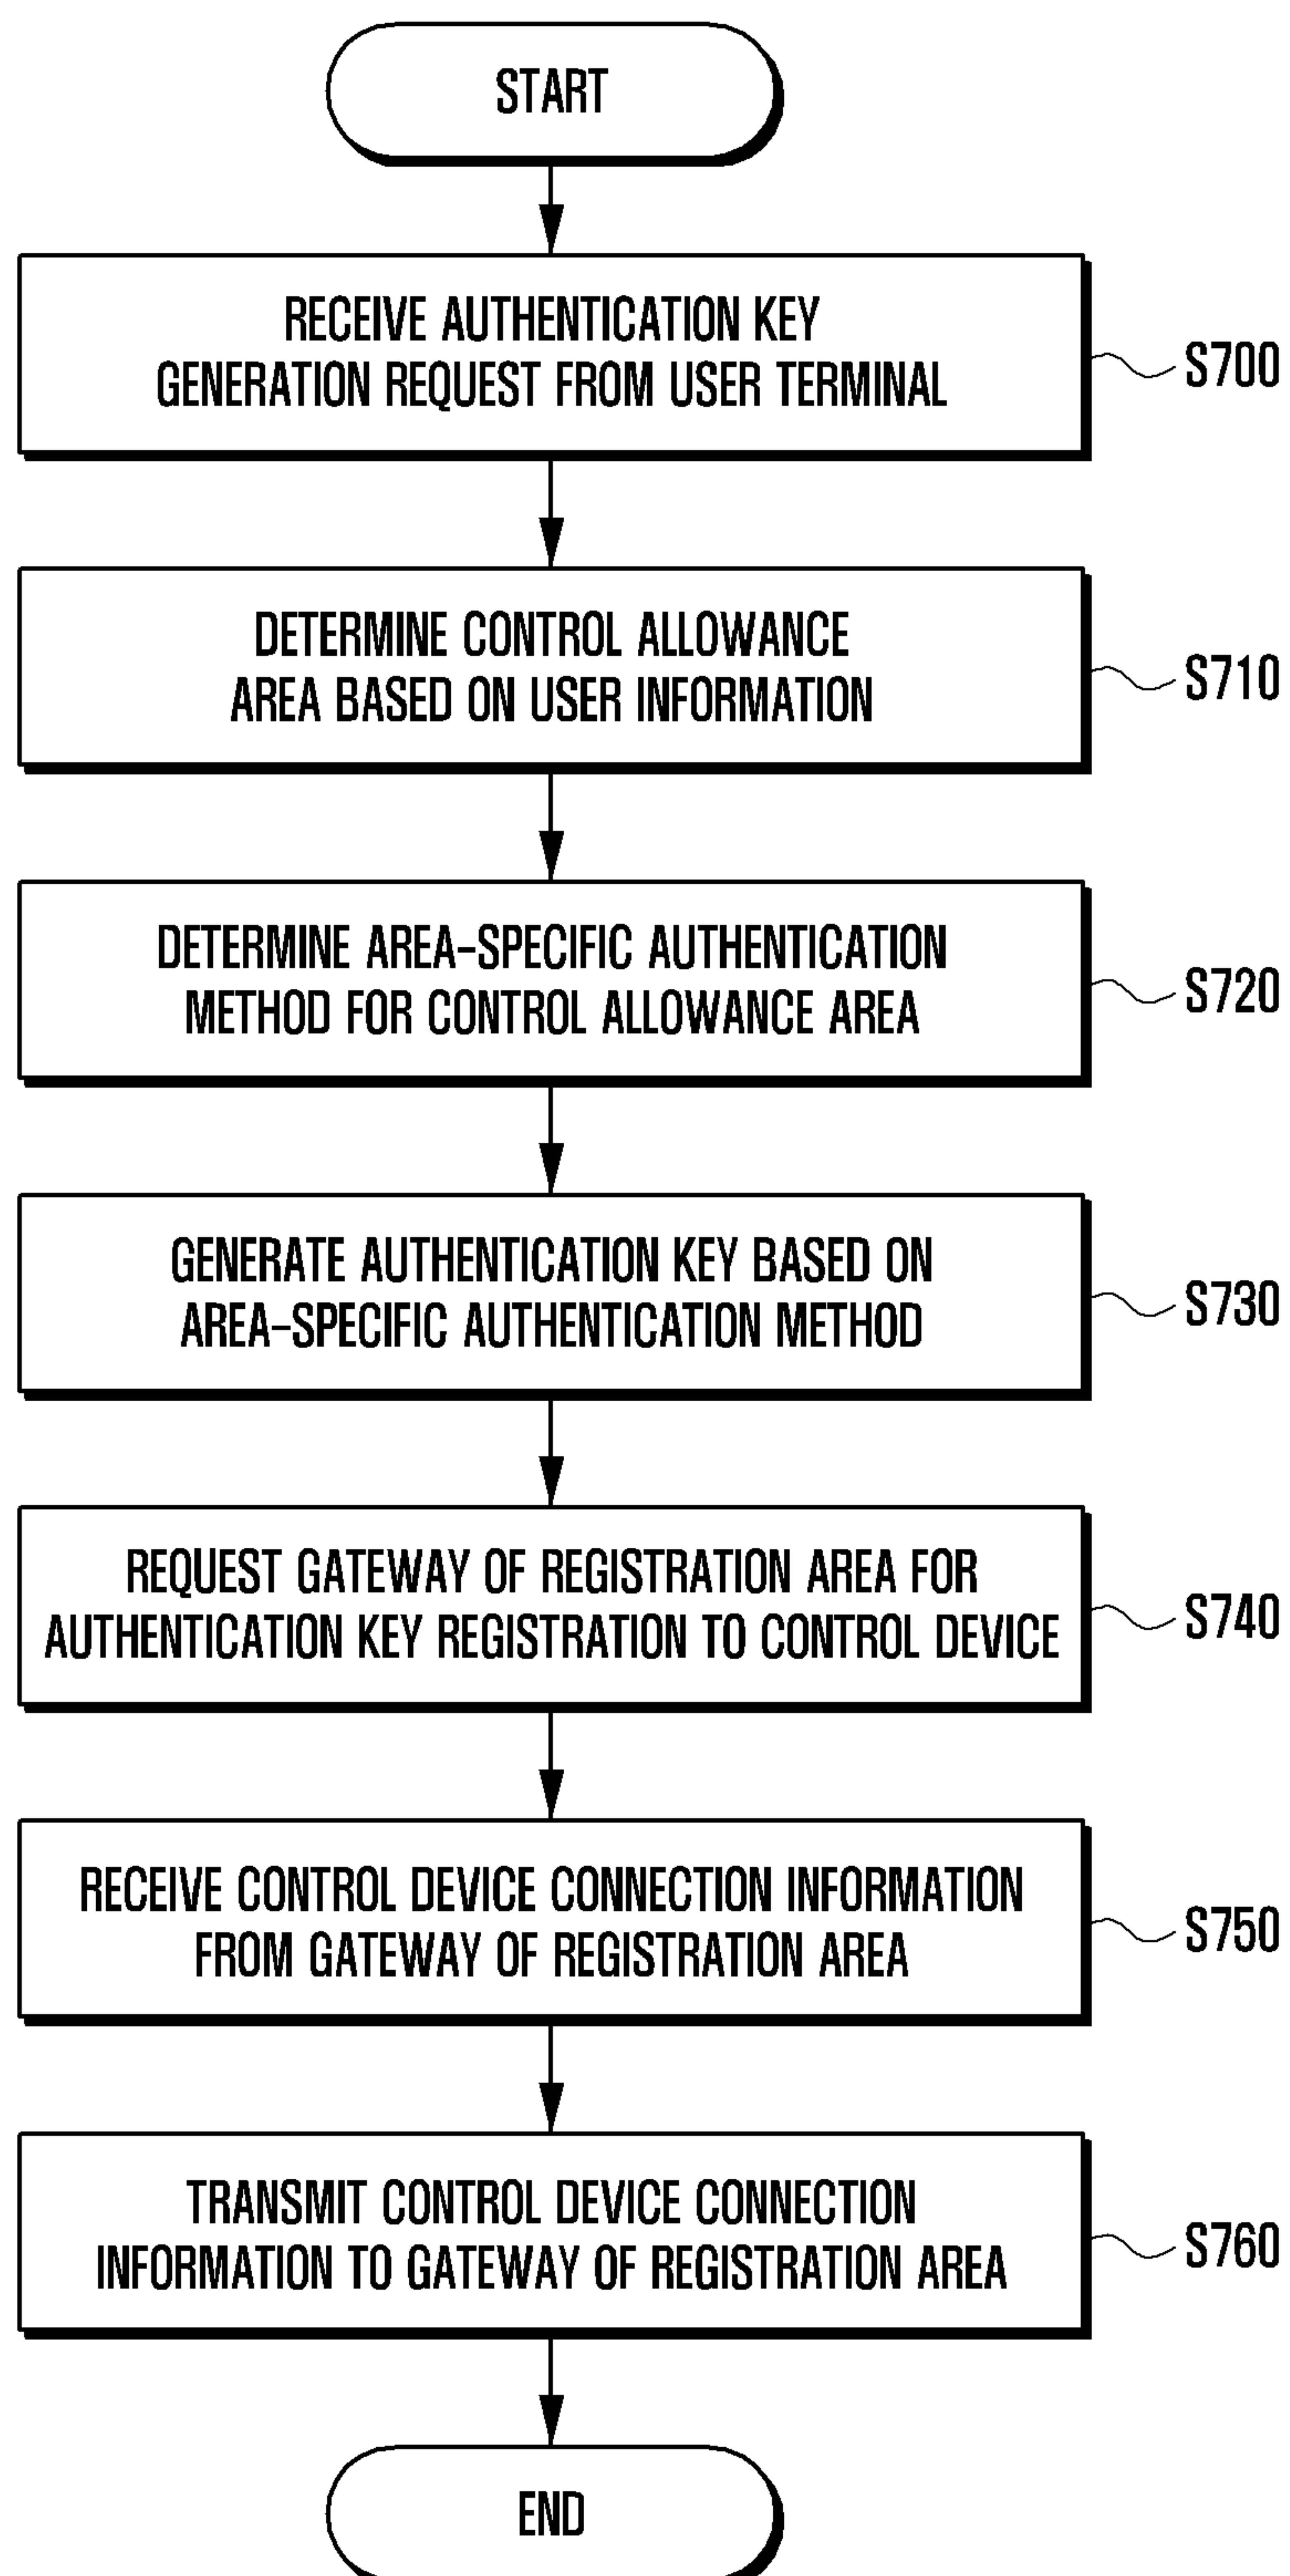 START
RECEIVE AUTHENTICATION KEY
GENERATION REQUEST FROM USER TERMINAL
S700
DETERMINE CONTROL ALLOWANCE
AREA BASED ON USER INFORMATION
S710
DETERMINE AREA-SPECIFIC AUTHENTICATION
METHOD FOR CONTROL ALLOWANCE AREA
S720
GENERATE AUTHENTICATION KEY BASED ON
AREA-SPECIFIC AUTHENTICATION METHOD
S730
REQUEST GATEWAY OF REGISTRATION AREA FOR
AUTHENTICATION KEY REGISTRATION TO CONTROL DEVICE
S740
RECEIVE CONTROL DEVICE CONNECTION INFORMATION
FROM GATEWAY OF REGISTRATION AREA
S750
TRANSMIT CONTROL DEVICE CONNECTION
INFORMATION TO GATEWAY OF REGISTRATION AREA
S760
END